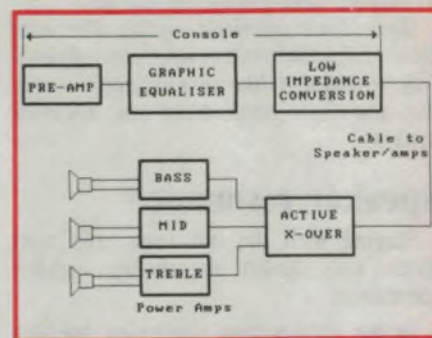 Console
PRE-AMP
GRAPHIC
EQUALISER
LOW
IMPEDANCE
CONVERSION
Cable to
Speaker/amps
BASS
MID
TREBLE
ACTIVE
X-OVER
Power Amps